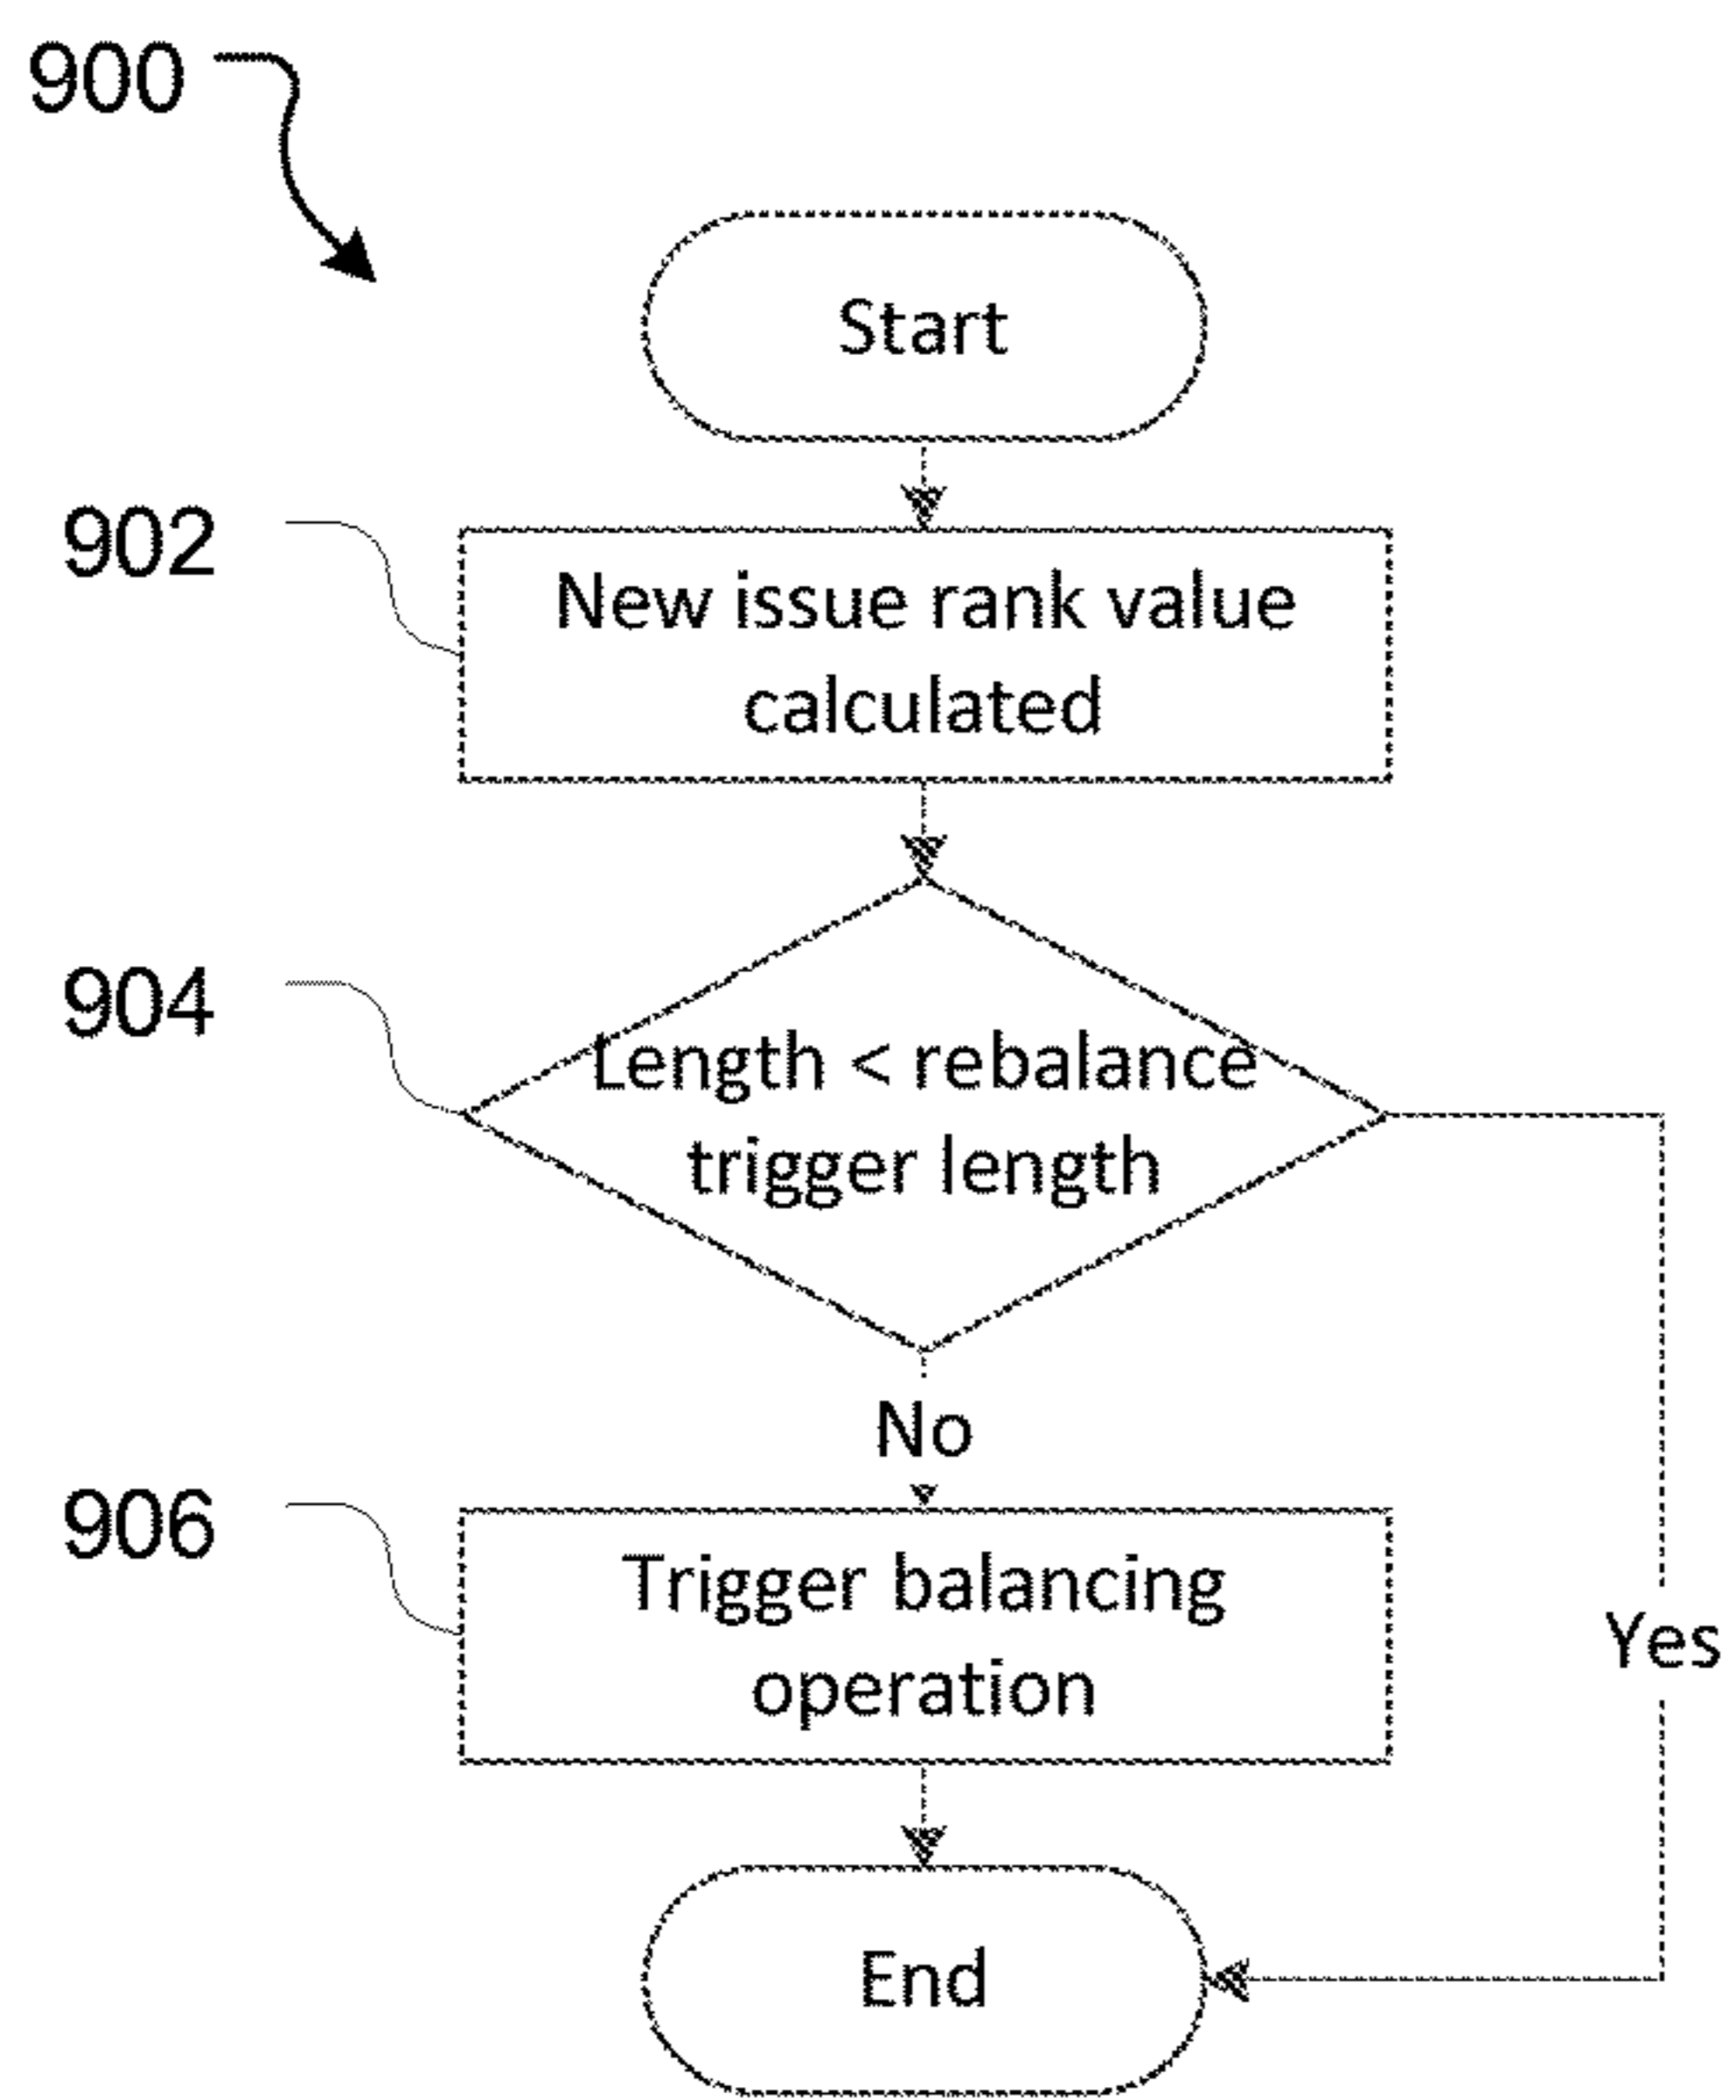 900
Start
902
New issue rank value
calculated
904
Length < rebalance
trigger length
No
906
Trigger balancing
operation
Yes
End